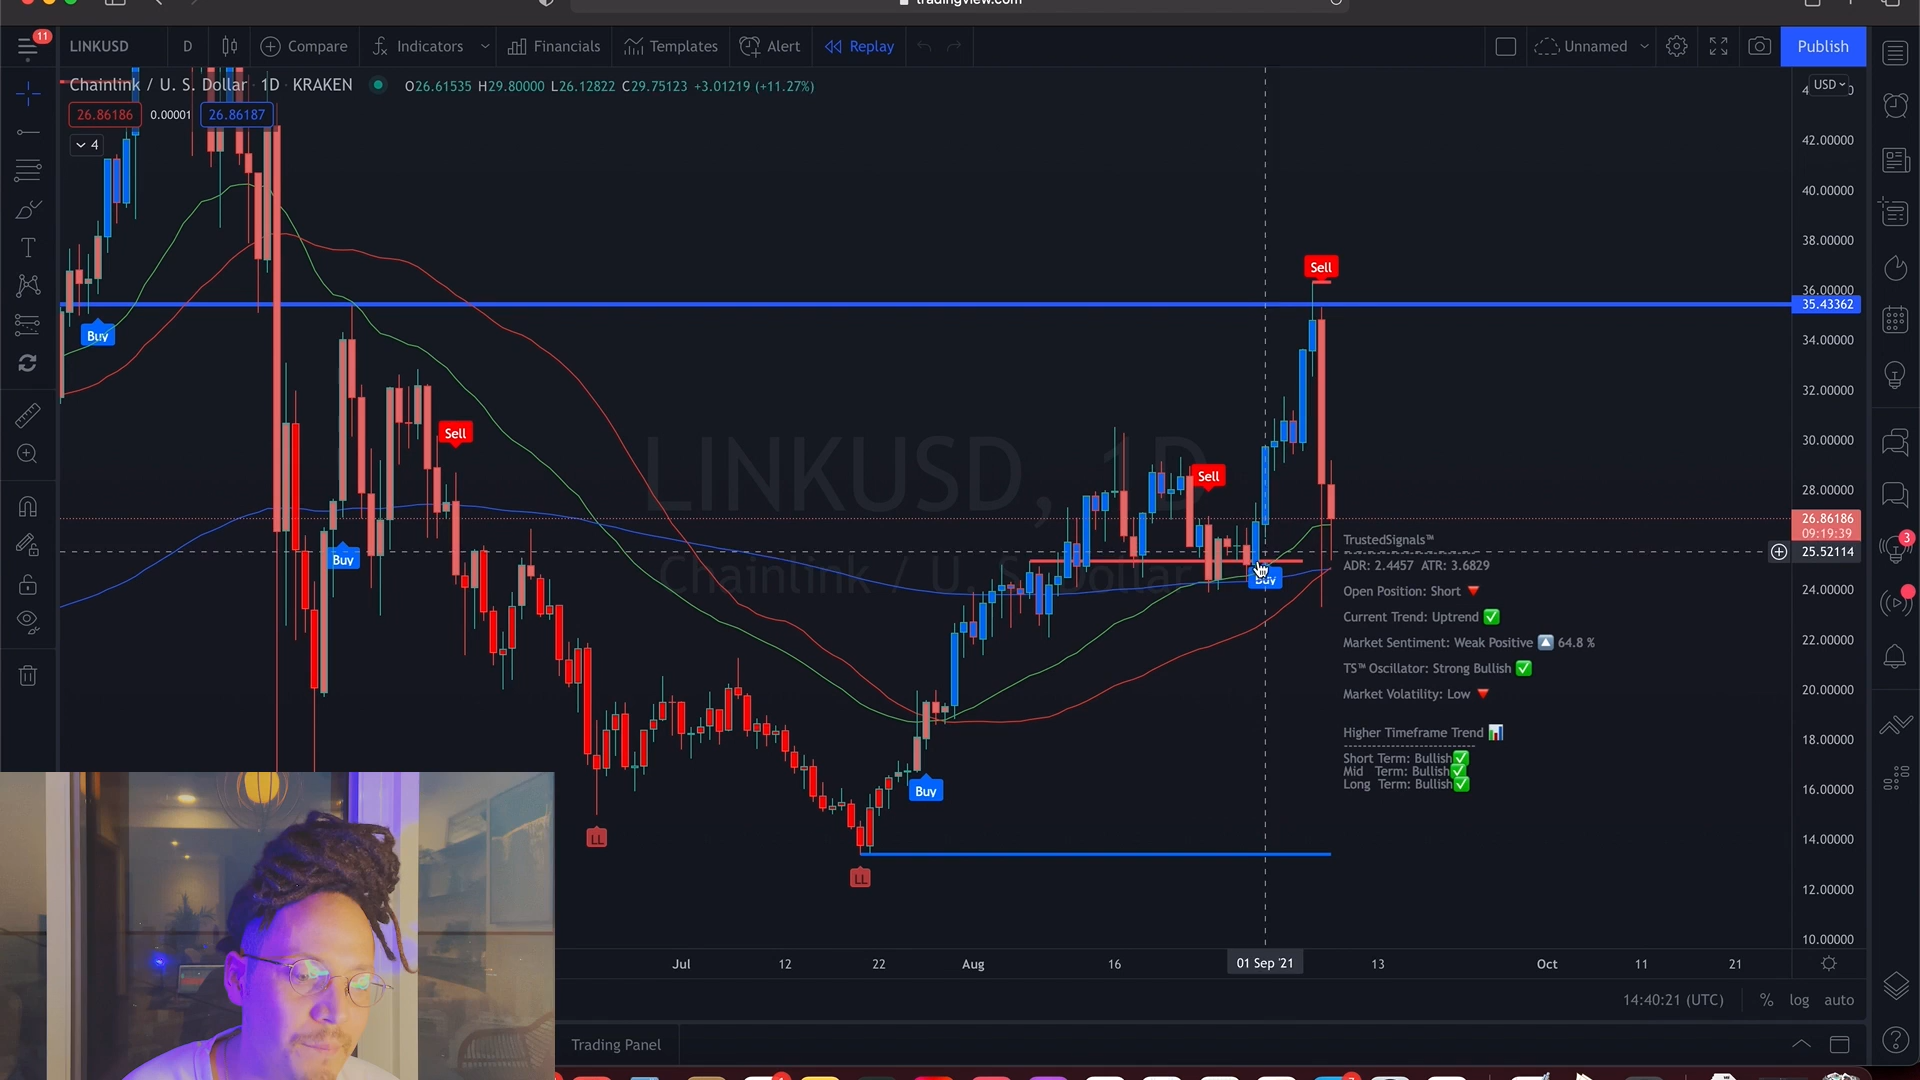 tradingview.com
11
LINKUSD
D
Compare
Indicators
Financials
Templates
Alert
Replay
Unnamed
Publish
Chainlink / U. S. Dollar · 1D · KRAKEN
O26.61535 H29.80000 L26.12822 C29.75123 +3.01219 (+11.27%)
26.86186
0.00001
26.86187
4
USD
42.00000
40.00000
38.00000
36.00000
35.43362
34.00000
32.00000
30.00000
28.00000
26.86186
09:19:39
25.52114
24.00000
22.00000
20.00000
18.00000
16.00000
14.00000
12.00000
10.00000
LINKUSD, 1D
Chainlink / U. S. Dollar
Buy
Buy
Sell
LL
LL
Buy
Sell
Buy
Sell
TrustedSignals™
ADR: 2.4457 ATR: 3.6829
Open Position: Short
Current Trend: Uptrend
Market Sentiment: Weak Positive 64.8 %
TS™ Oscillator: Strong Bullish
Market Volatility: Low
Higher Timeframe Trend
Short Term: Bullish
Mid Term: Bullish
Long Term: Bullish
3
Jul
12
22
Aug
16
01 Sep '21
13
Oct
11
21
14:40:21 (UTC)
%
log
auto
Trading Panel